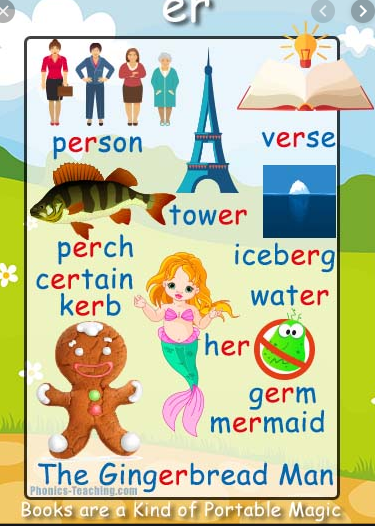 er
person
verse
tower
perch
iceberg
certain
water
kerb
her
germ
mermaid
The Gingerbread Man
Phonics-Teaching.com
Books are a Kind of Portable Magic